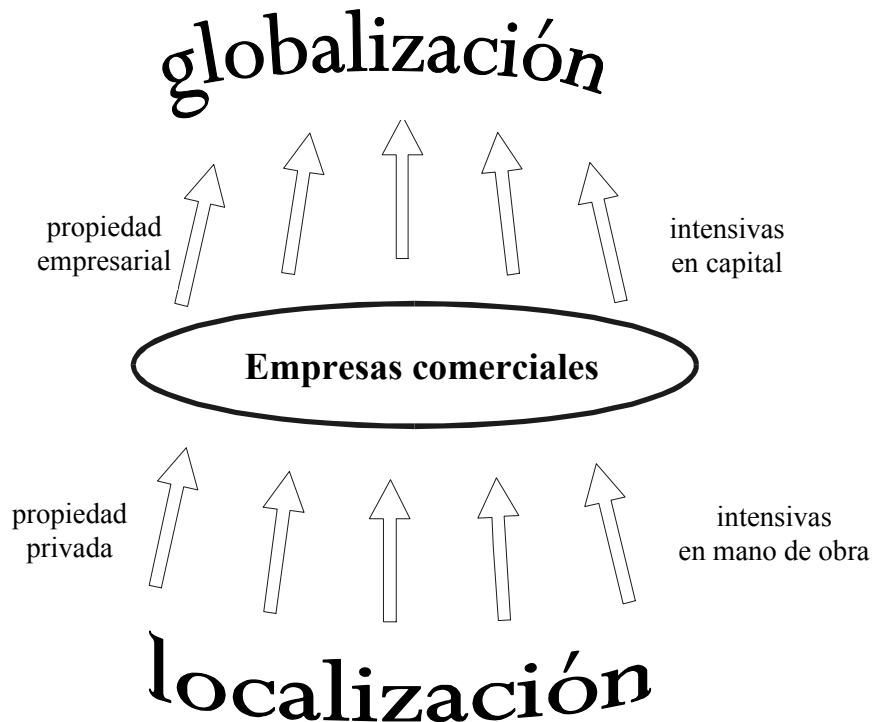 globalización
propiedad
empresarial
intensivas
en capital
Empresas comerciales
propiedad
privada
intensivas
en mano de obra
localización